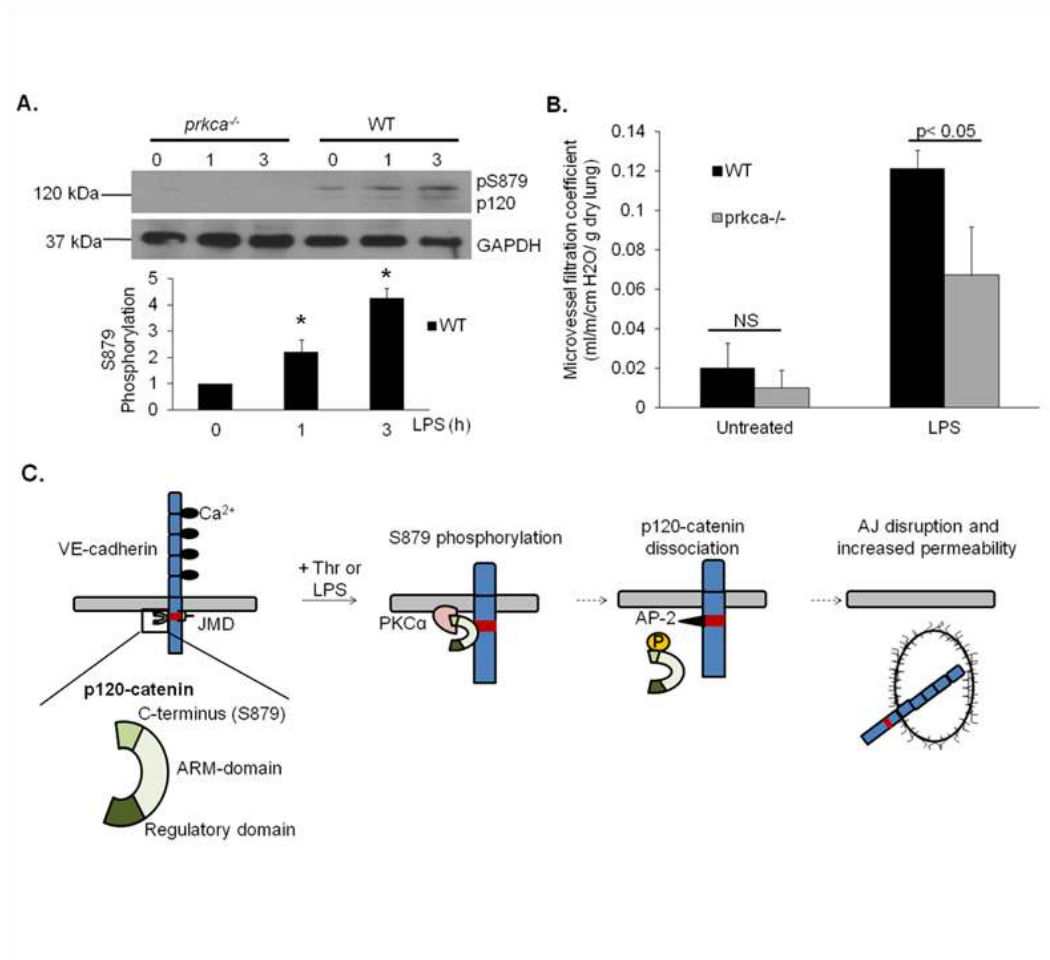 A.
prkca-/-
WT
0 1 3 0 1 3
120 kDa
pS879
p120
37 kDa
GAPDH
S879
Phosphorylation
5
4
3
2
1
0
*
*
WT
0 1 3 LPS (h)
B.
Microvessel filtration coefficient
(ml/m/cm H2O/ g dry lung)
0.14
0.12
0.1
0.08
0.06
0.04
0.02
0
WT
prkca-/-
NS
p< 0.05
Untreated LPS
C.
VE-cadherin
Ca2+
JMD
p120-catenin
C-terminus (S879)
ARM-domain
Regulatory domain
+ Thr or
LPS
S879 phosphorylation
PKCα
p120-catenin
dissociation
AP-2
P
AJ disruption and
increased permeability